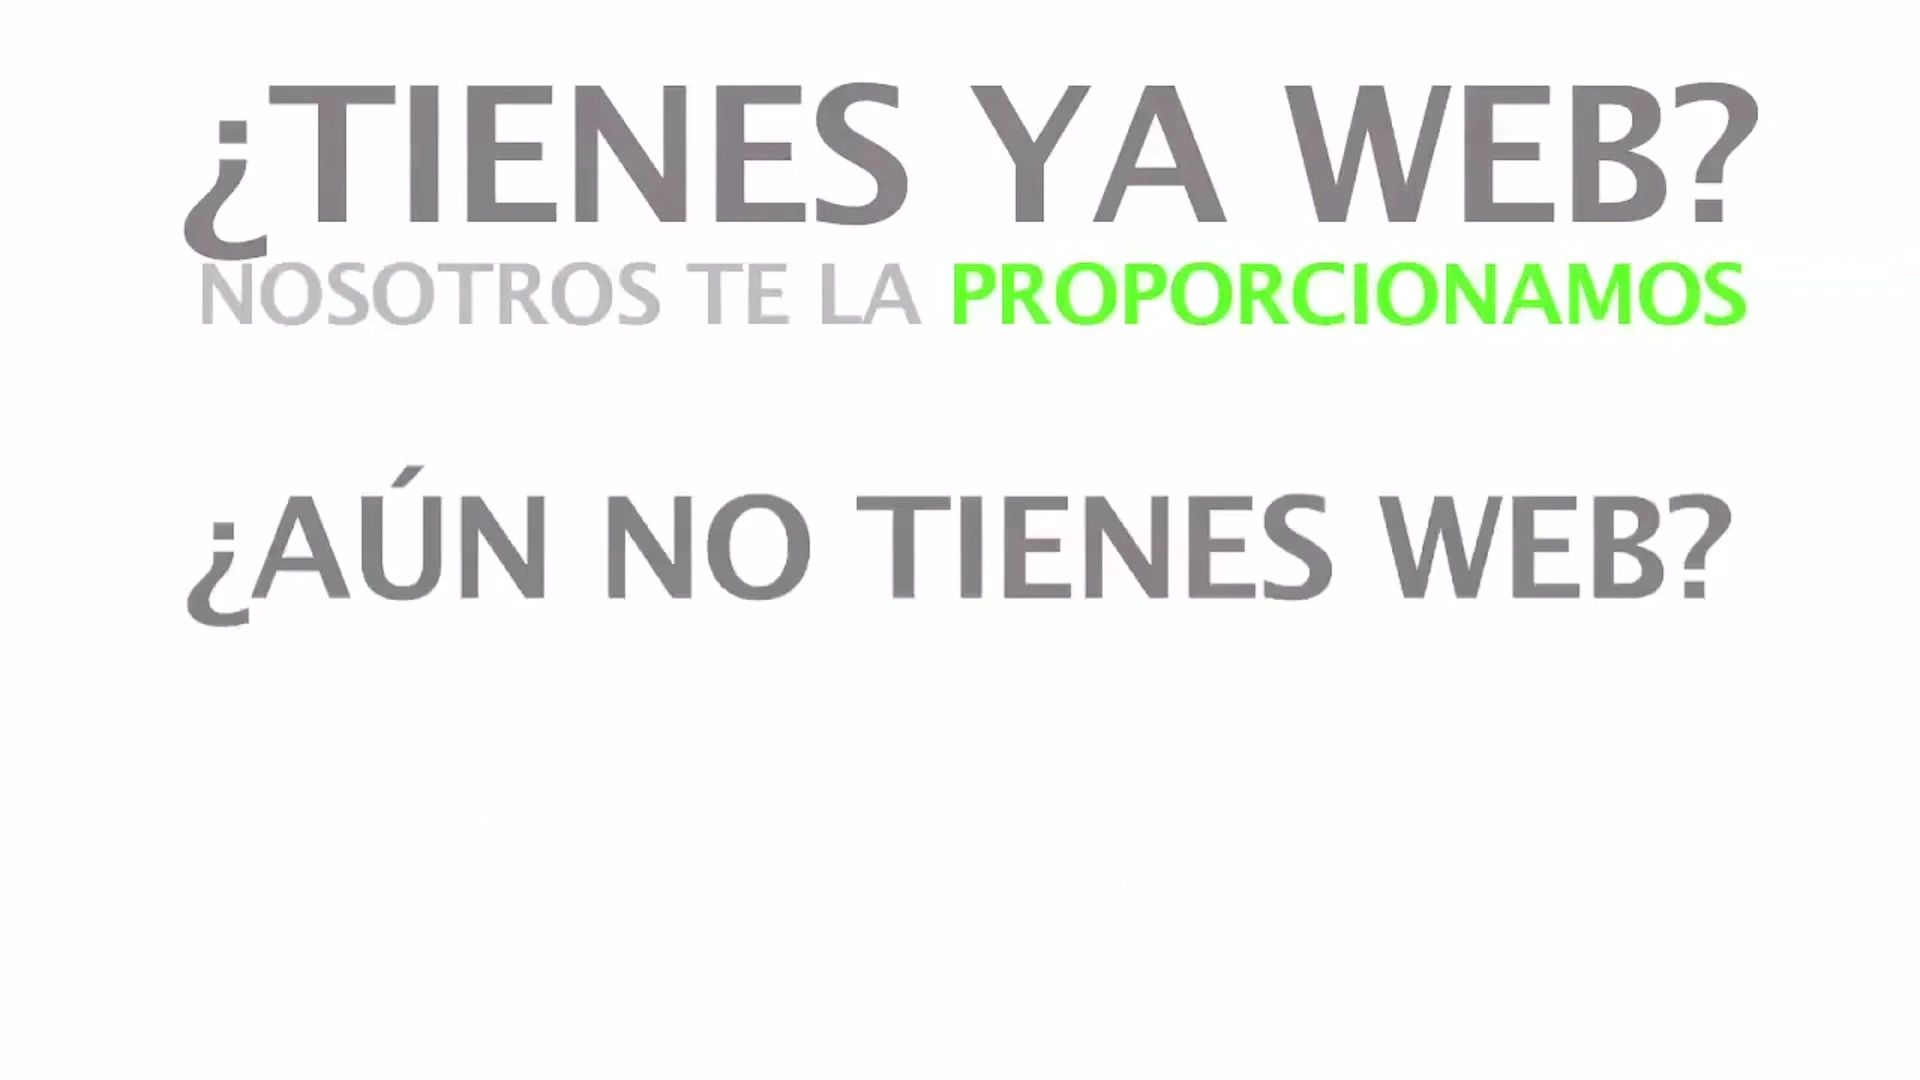 ¿TIENES YA WEB?
NOSOTROS TE LA PROPORCIONAMOS
¿AÚN NO TIENES WEB?